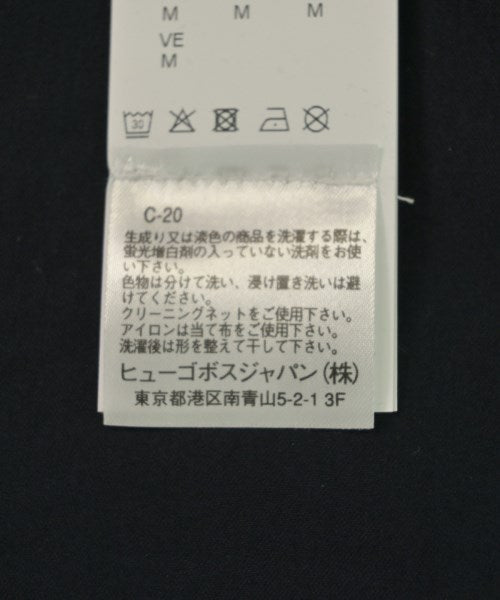 M M M
VE
M
30
C-20
生成り又は淡色の商品を洗濯する際は、
蛍光増白剤の入っていない洗剤をお使
い下さい。
色物は分けて洗い、浸け置き洗いは避
けてください。
クリーニングネットをご使用下さい。
アイロンは当て布をご使用下さい。
洗濯後は形を整えて干して下さい。
ヒューゴボスジャパン(株)
東京都港区南青山5-2-1 3F